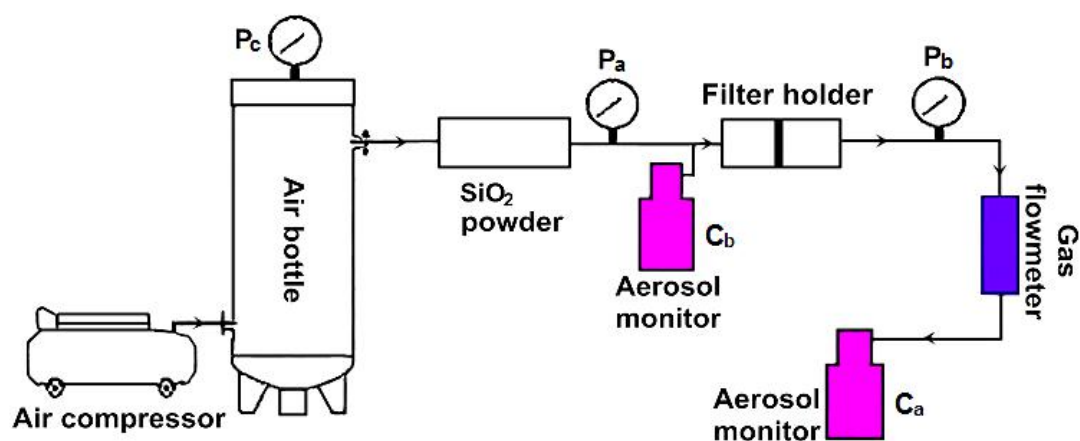 Pc
Pa
Pb
Filter holder
Air bottle
SiO2
powder
Cb
Aerosol
monitor
Gas
flowmeter
Air compressor
Aerosol
monitor
Ca